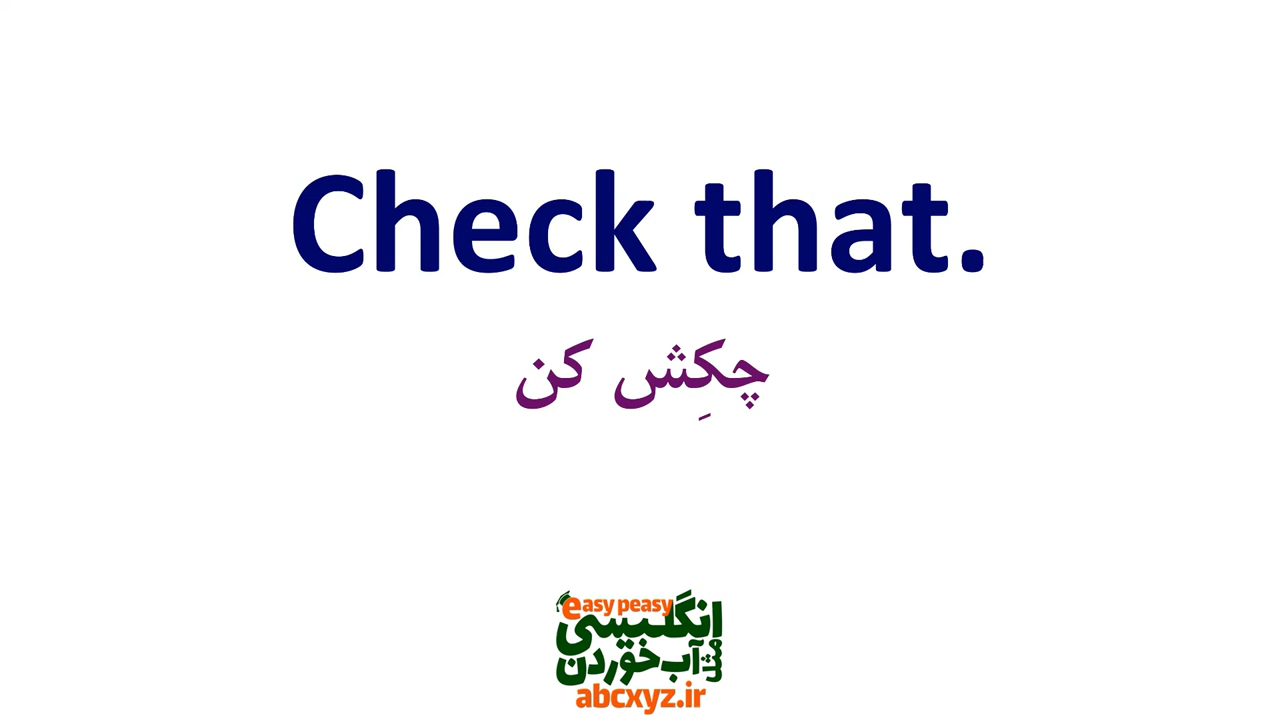 Check that.
چکِش کن
easy peasy
انگلیسی
مثل آب خوردن
abcxyz.ir